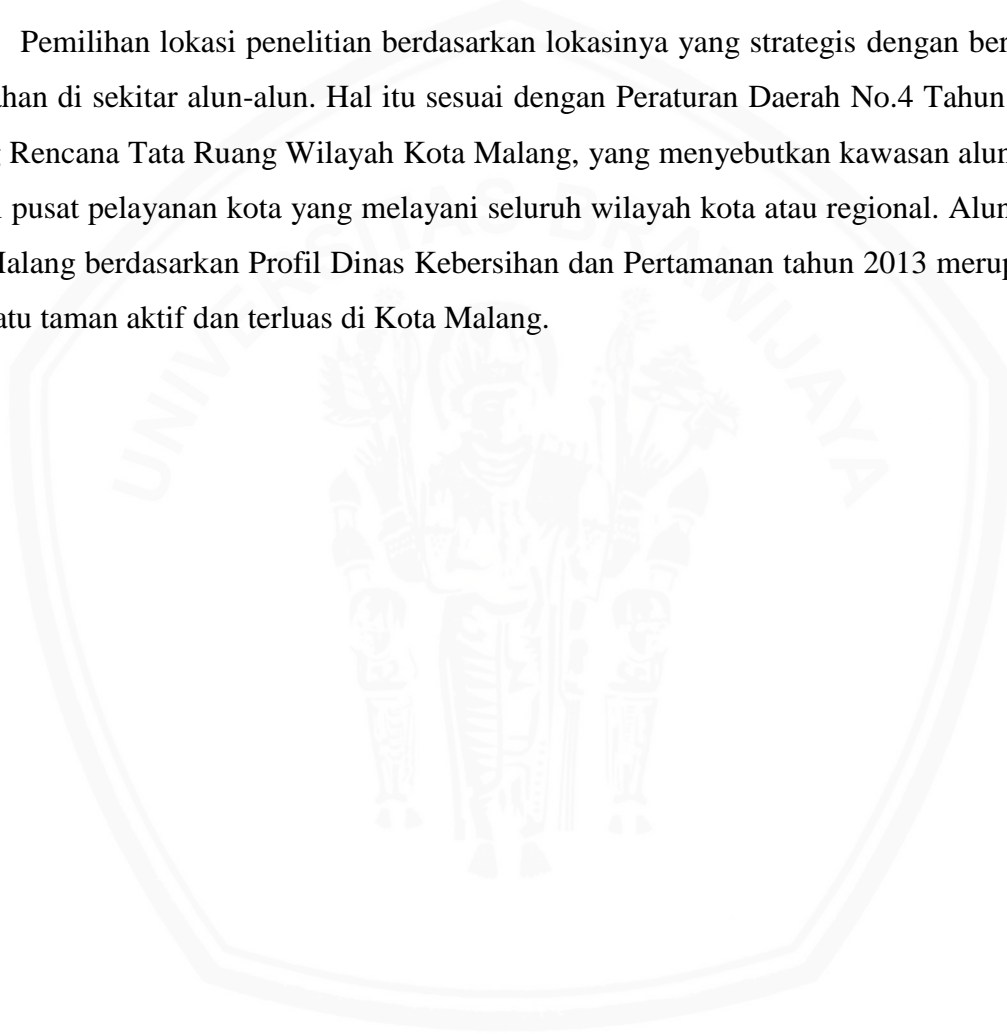 Pemilihan lokasi penelitian berdasarkan lokasinya yang strategis dengan ber
ahan di sekitar alun-alun. Hal itu sesuai dengan Peraturan Daerah No.4 Tahun
g Rencana Tata Ruang Wilayah Kota Malang, yang menyebutkan kawasan alun
i pusat pelayanan kota yang melayani seluruh wilayah kota atau regional. Alun
Malang berdasarkan Profil Dinas Kebersihan dan Pertamanan tahun 2013 merup
atu taman aktif dan terluas di Kota Malang.
UNIVERSITAS BRAWIJAYA